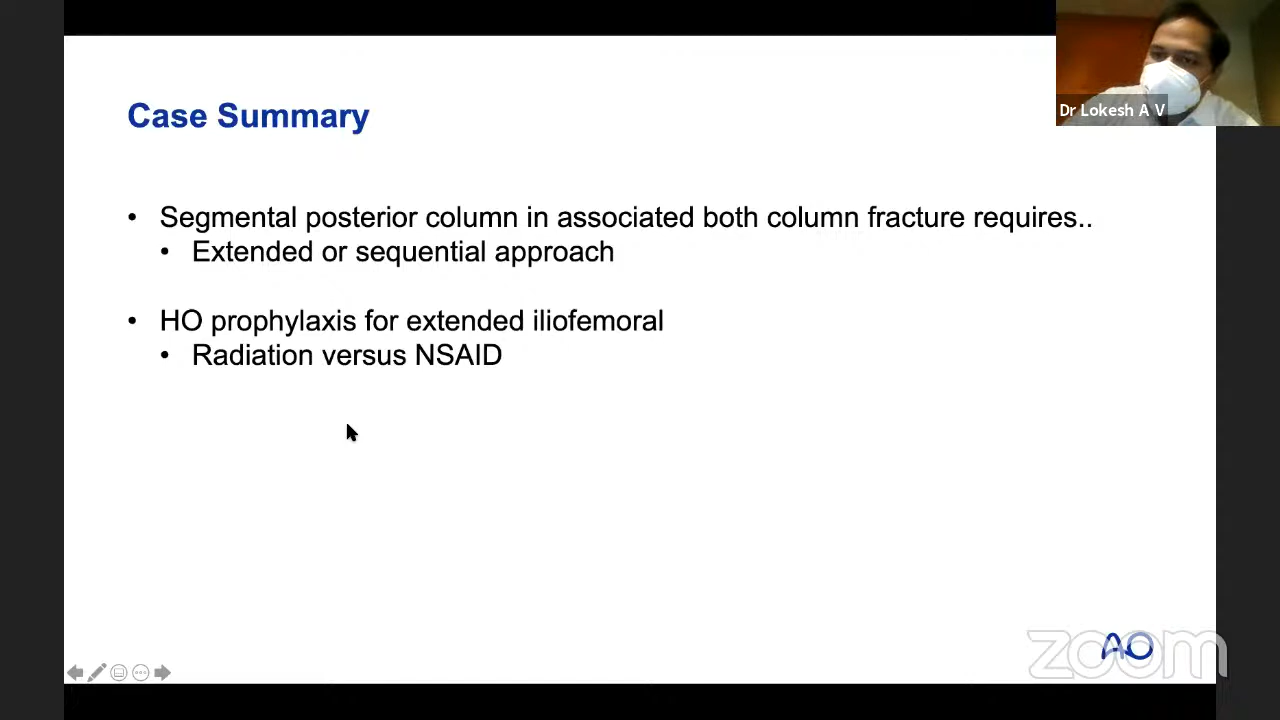 Dr Lokesh A V
Case Summary
• Segmental posterior column in associated both column fracture requires..
• Extended or sequential approach
• HO prophylaxis for extended iliofemoral
• Radiation versus NSAID
AO
zoom